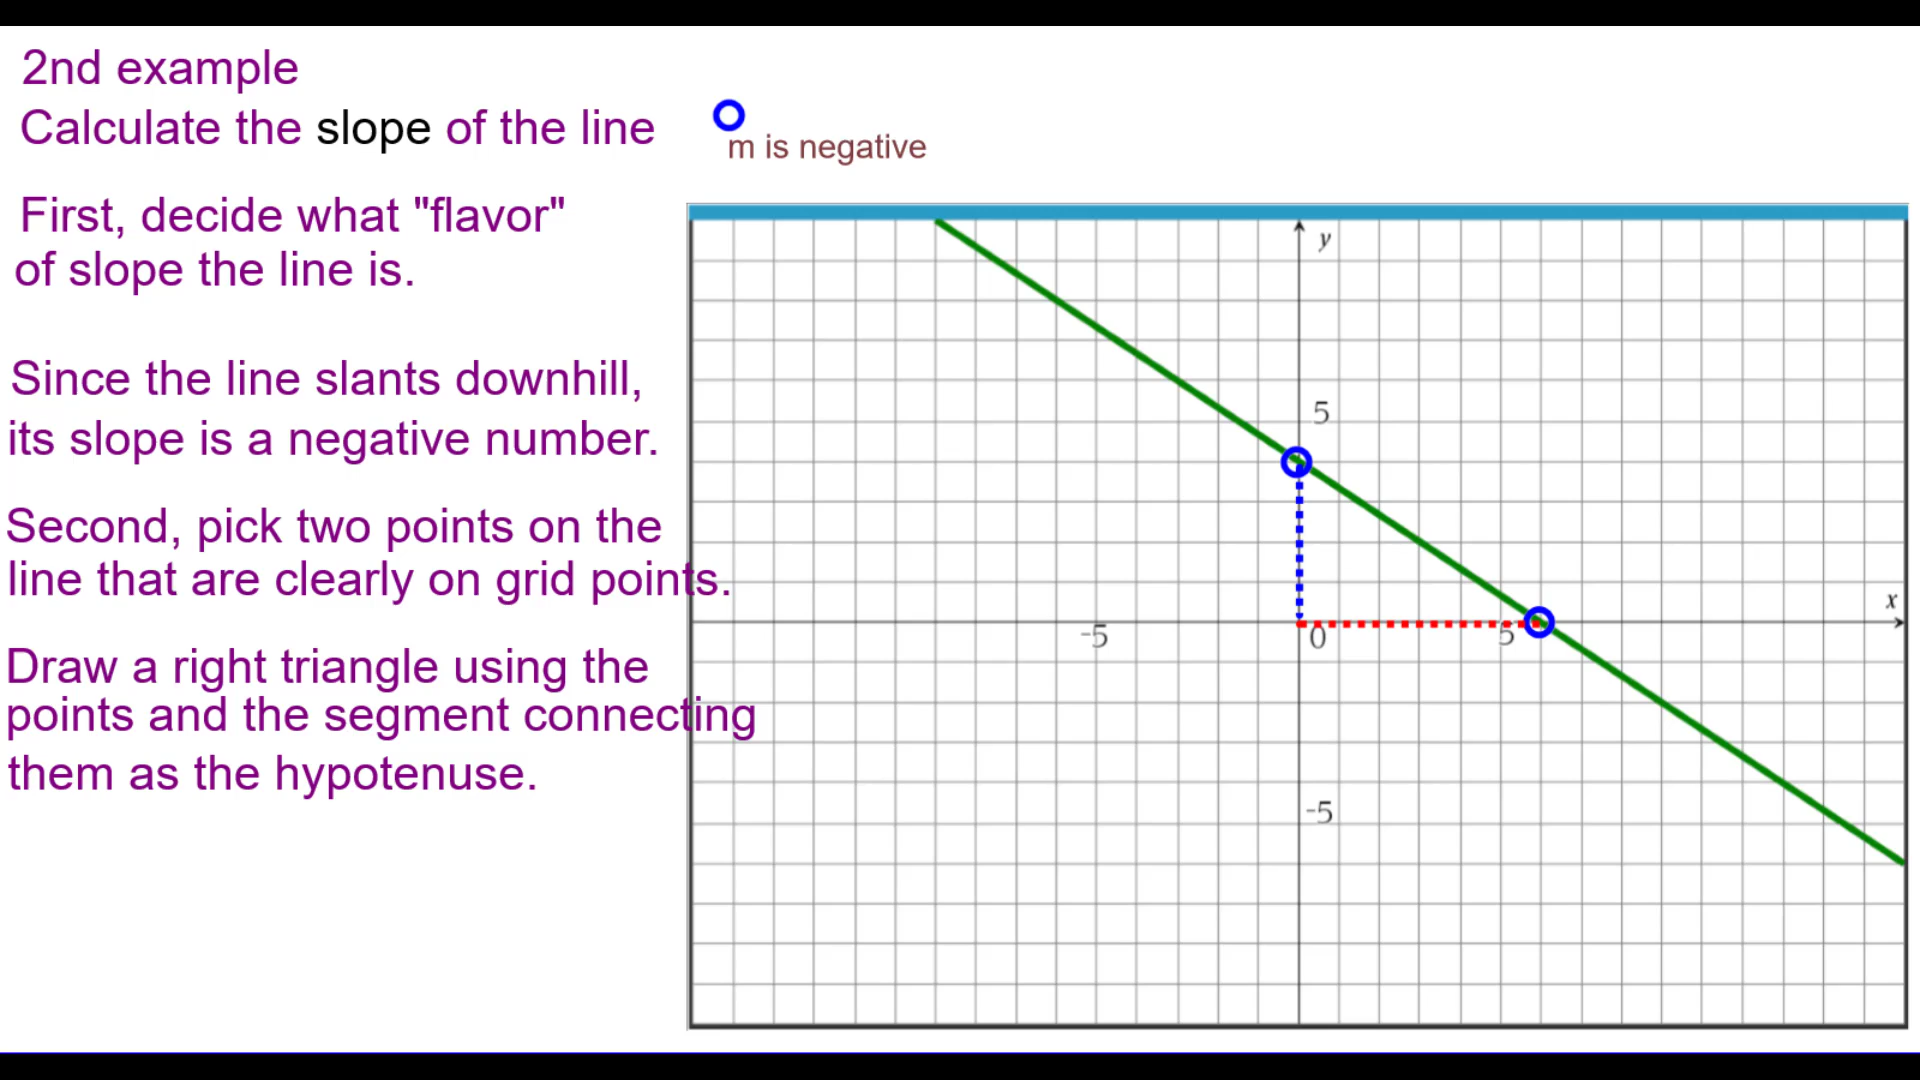 2nd example
Calculate the slope of the line
m is negative
First, decide what "flavor"
of slope the line is.
Since the line slants downhill,
its slope is a negative number.
Second, pick two points on the
line that are clearly on grid points.
Draw a right triangle using the
points and the segment connecting
them as the hypotenuse.
y
5
x
-5
0
5
-5